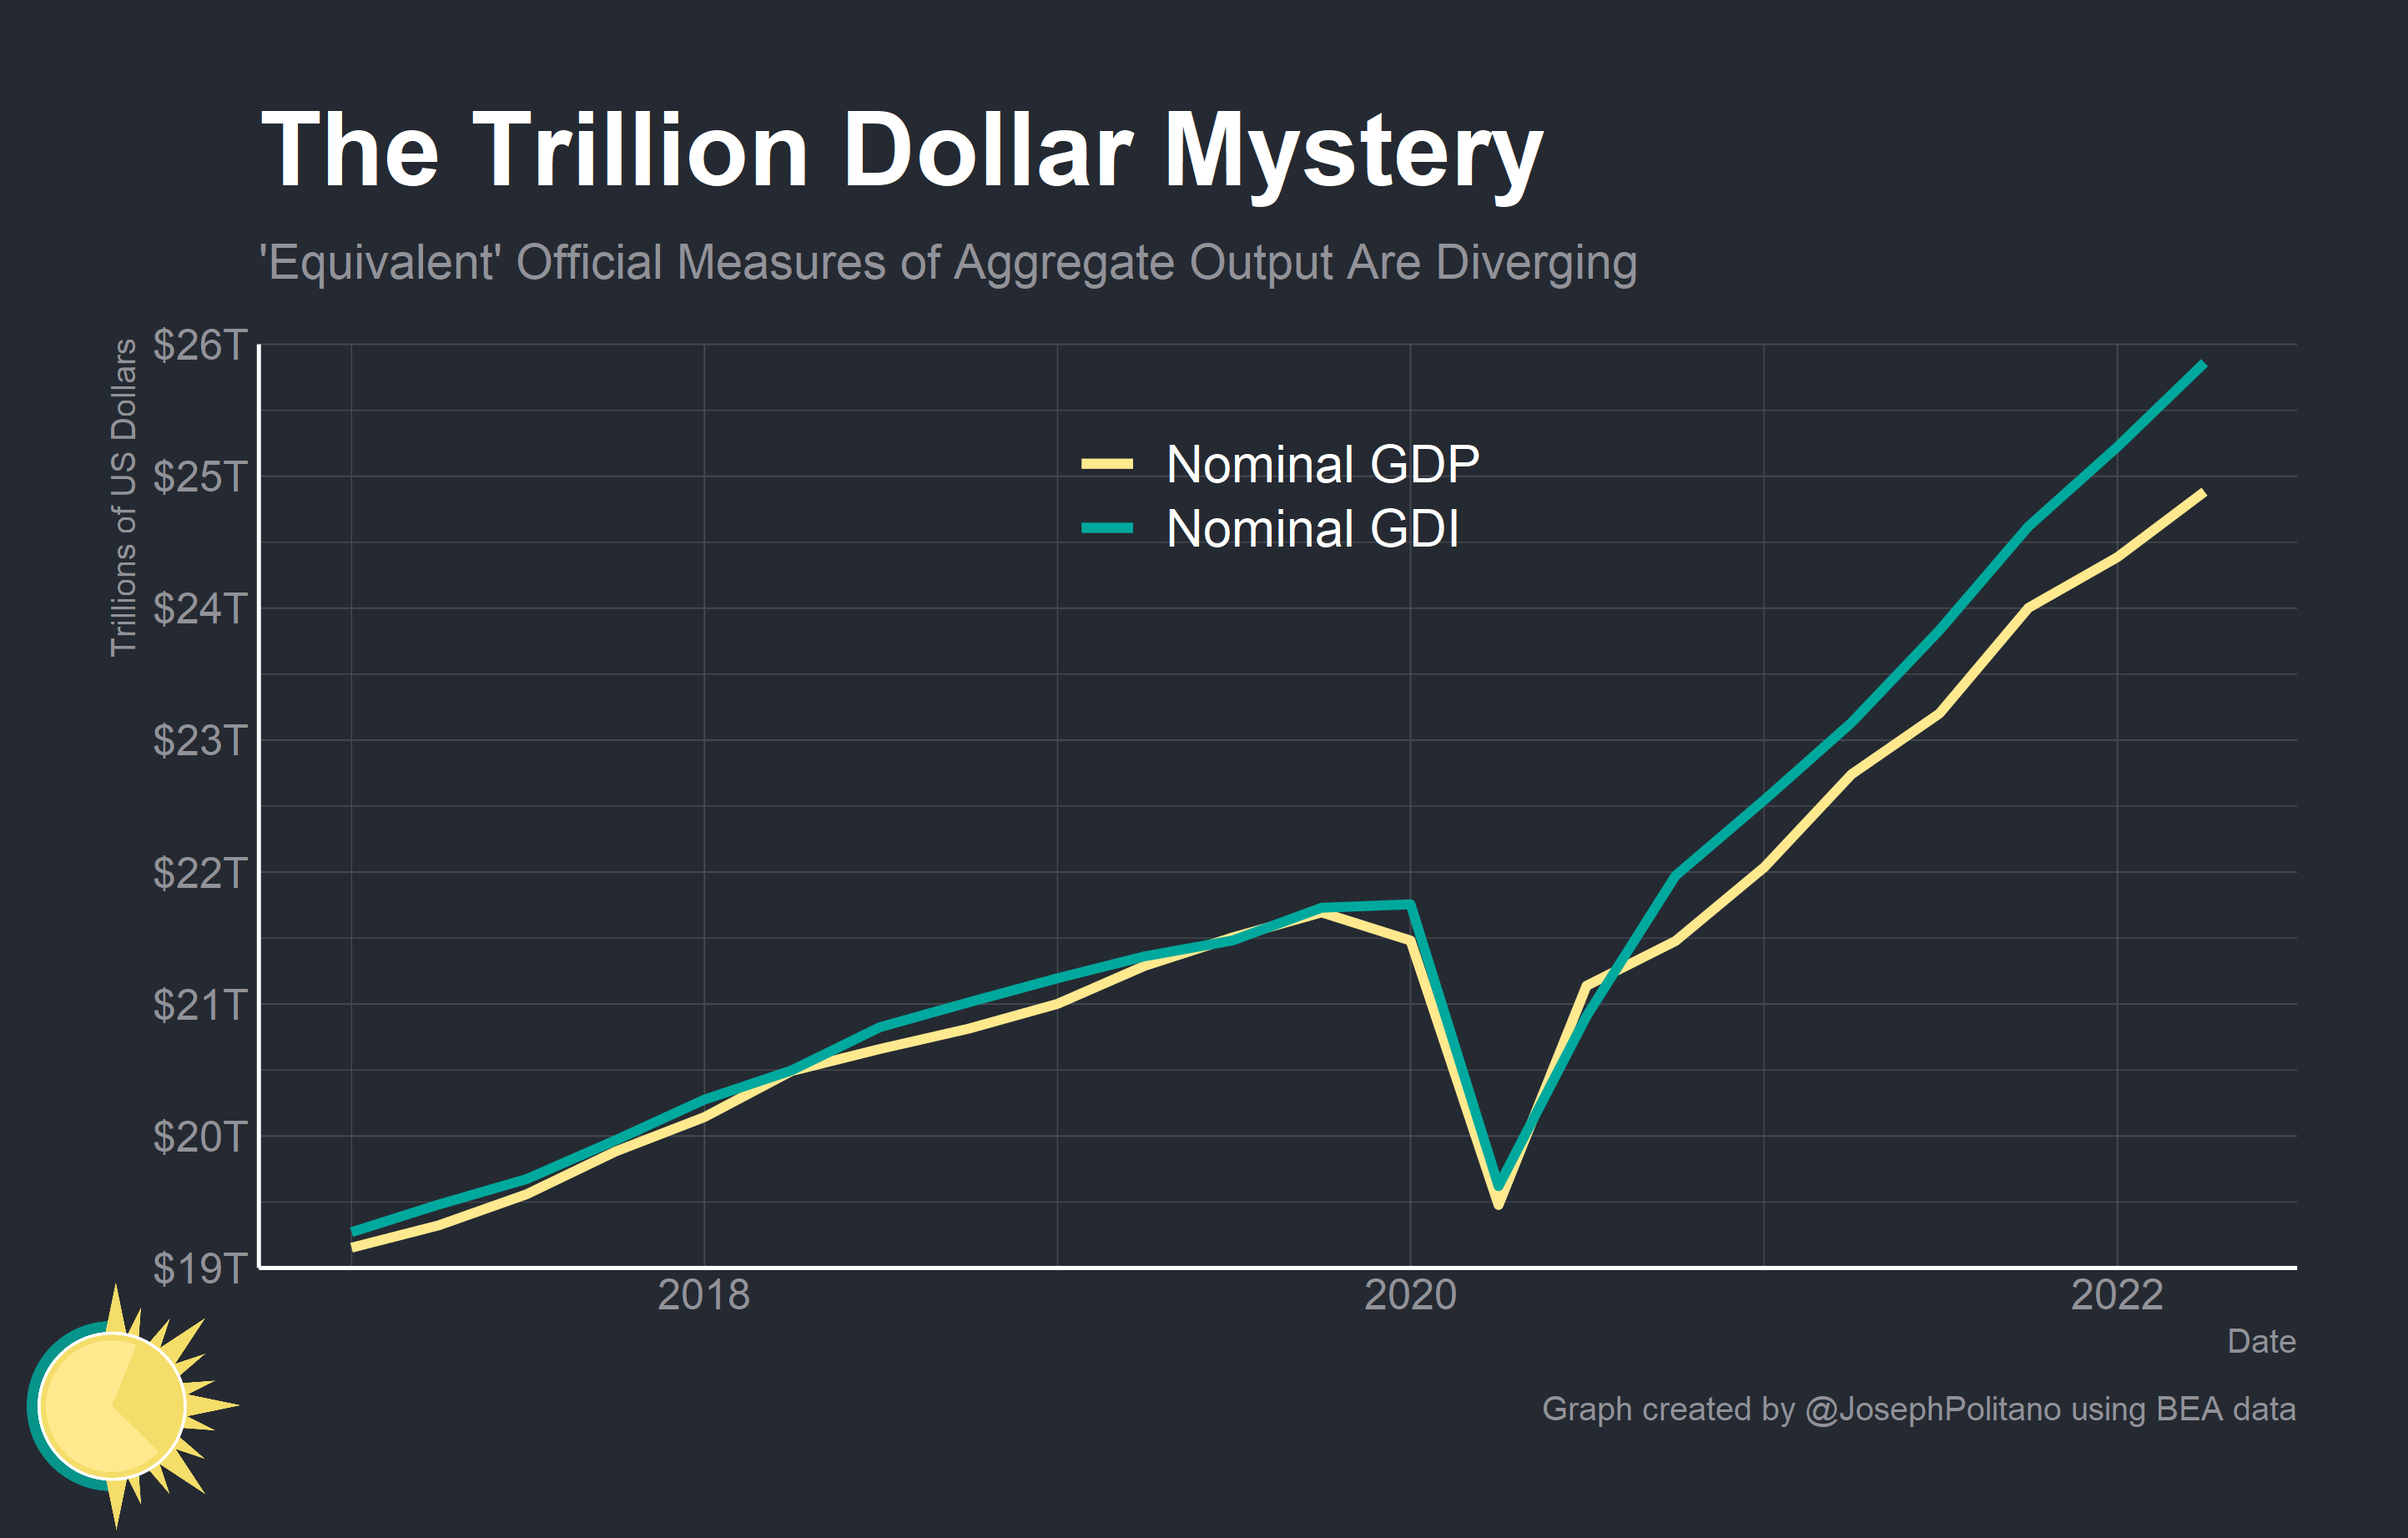 The Trillion Dollar Mystery
'Equivalent' Official Measures of Aggregate Output Are Diverging
Trillions of US Dollars
$26T
$25T
$24T
$23T
$22T
$21T
$20T
$19T
Nominal GDP
Nominal GDI
2018
2020
2022
Date
Graph created by @JosephPolitano using BEA data